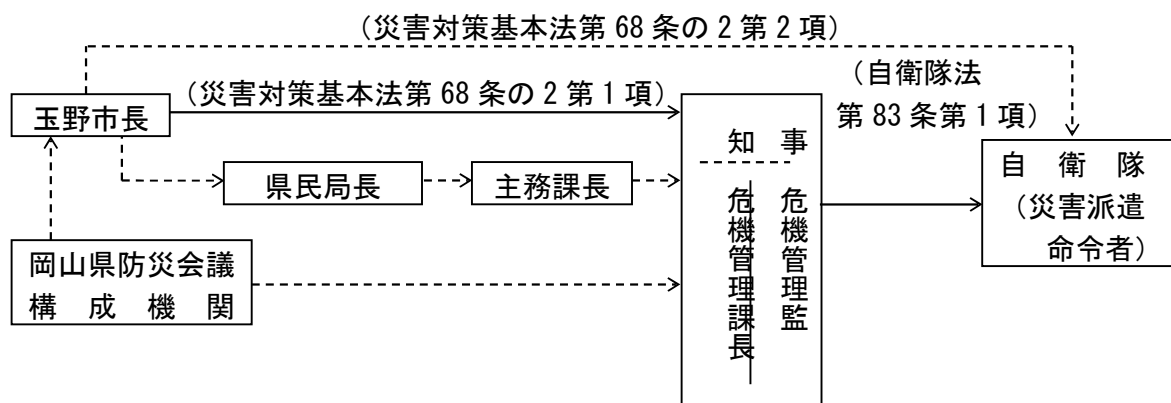 （災害対策基本法第 68 条の 2 第 2 項）
（災害対策基本法第 68 条の 2 第 1 項）
（自衛隊法
第 83 条第 1 項）
玉野市長
知　事
県民局長
主務課長
危機管理監
危機管理課長
自　衛　隊
（災害派遣
命令者）
岡山県防災会議
構　成　機　関